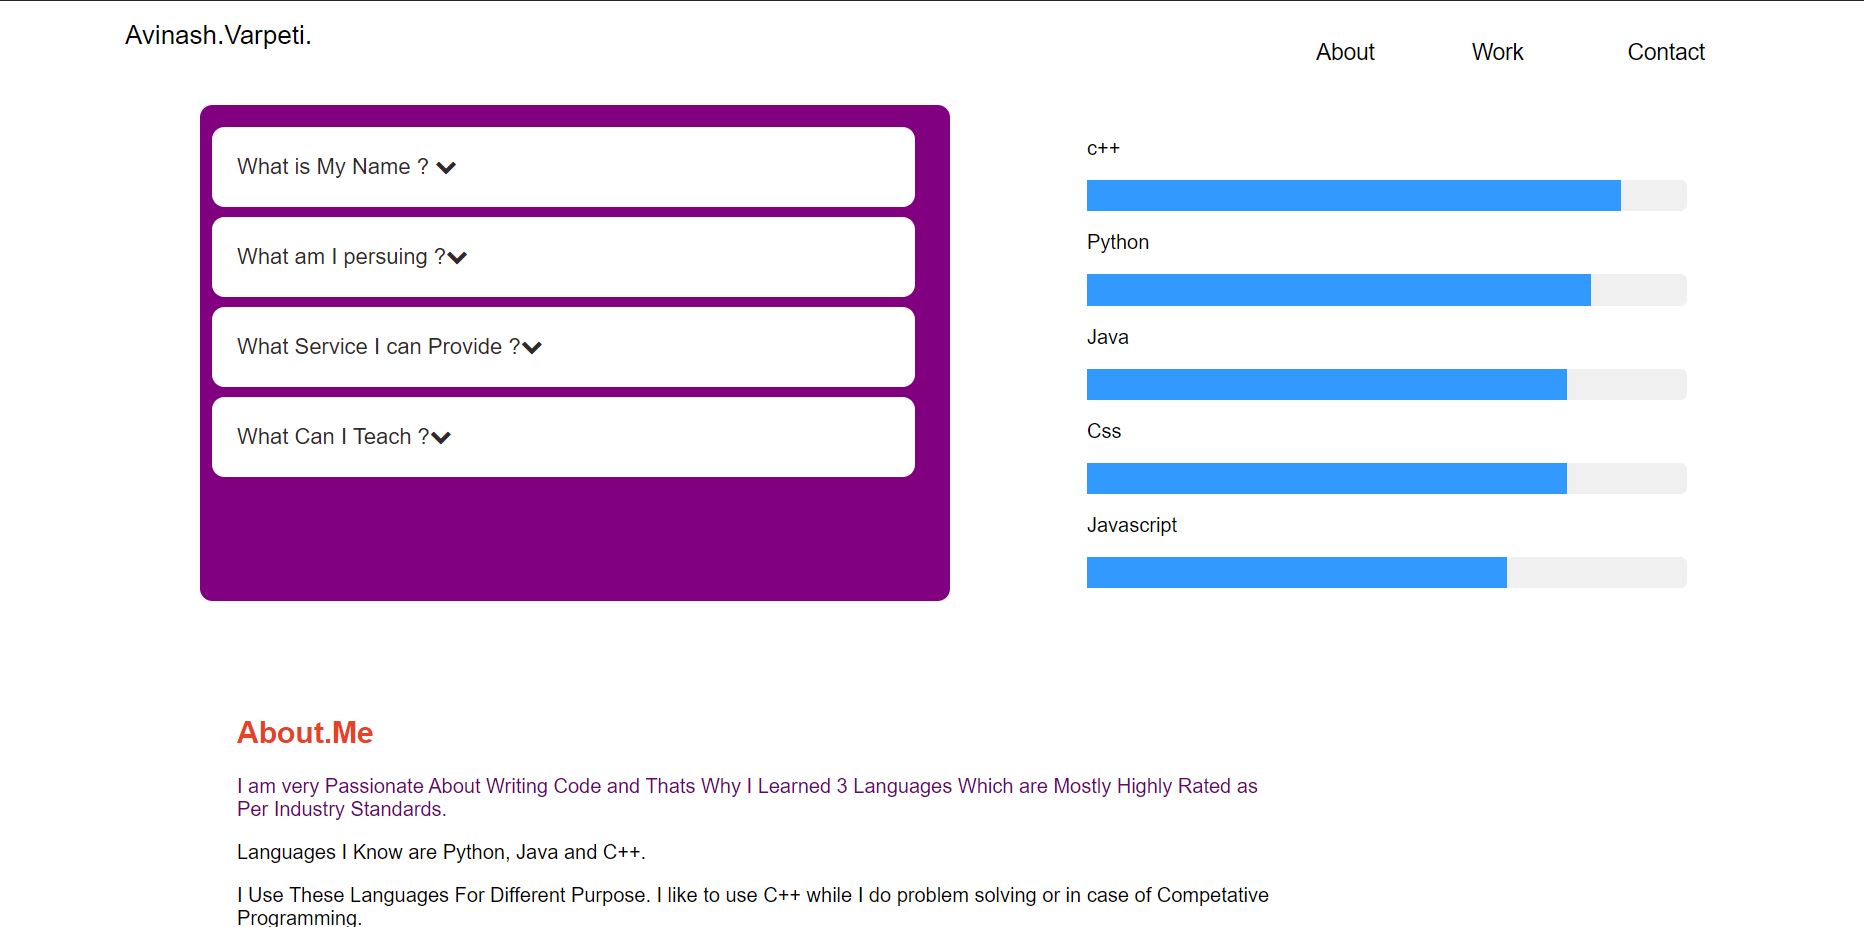 Avinash.Varpeti.
About
Work
Contact
What is My Name ?
What am I persuing ?
What Service I can Provide ?
What Can I Teach ?
c++
Python
Java
Css
Javascript
About.Me
I am very Passionate About Writing Code and Thats Why I Learned 3 Languages Which are Mostly Highly Rated as
Per Industry Standards.
Languages I Know are Python, Java and C++.
I Use These Languages For Different Purpose. I like to use C++ while I do problem solving or in case of Competative
Programming.